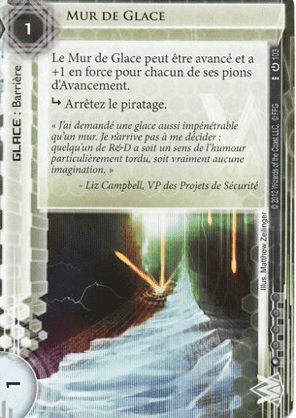 1
MUR DE GLACE
Le Mur de Glace peut être avancé et a
+1 en force pour chacun de ses pions
d'Avancement.
↳ Arrêtez le piratage.
« J'ai demandé une glace aussi impénétrable
qu'un mur. Je n'arrive pas à me décider :
quelqu'un de R&D a soit un sens de l'humour
particulièrement tordu, soit vraiment aucune
imagination. »
- Liz Campbell, VP des Projets de Sécurité
GLACE : Barrière
103
© 2012 Wizards of the Coast LLC. © FFG
Illus. Matthew Zeilinger
1